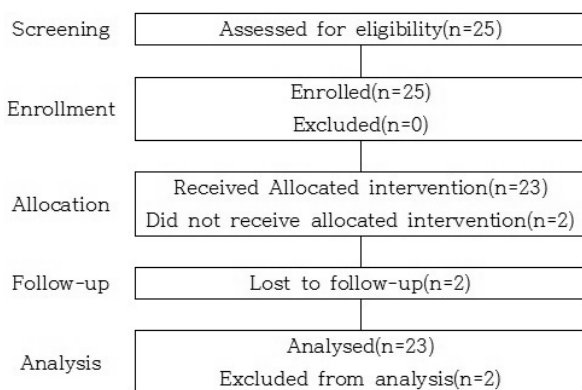 Screening
Assessed for eligibility(n=25)
Enrollment
Enrolled(n=25)
Excluded(n=0)
Allocation
Received Allocated intervention(n=23)
Did not receive allocated intervention(n=2)
Follow-up
Lost to follow-up(n=2)
Analysis
Analysed(n=23)
Excluded from analysis(n=2)